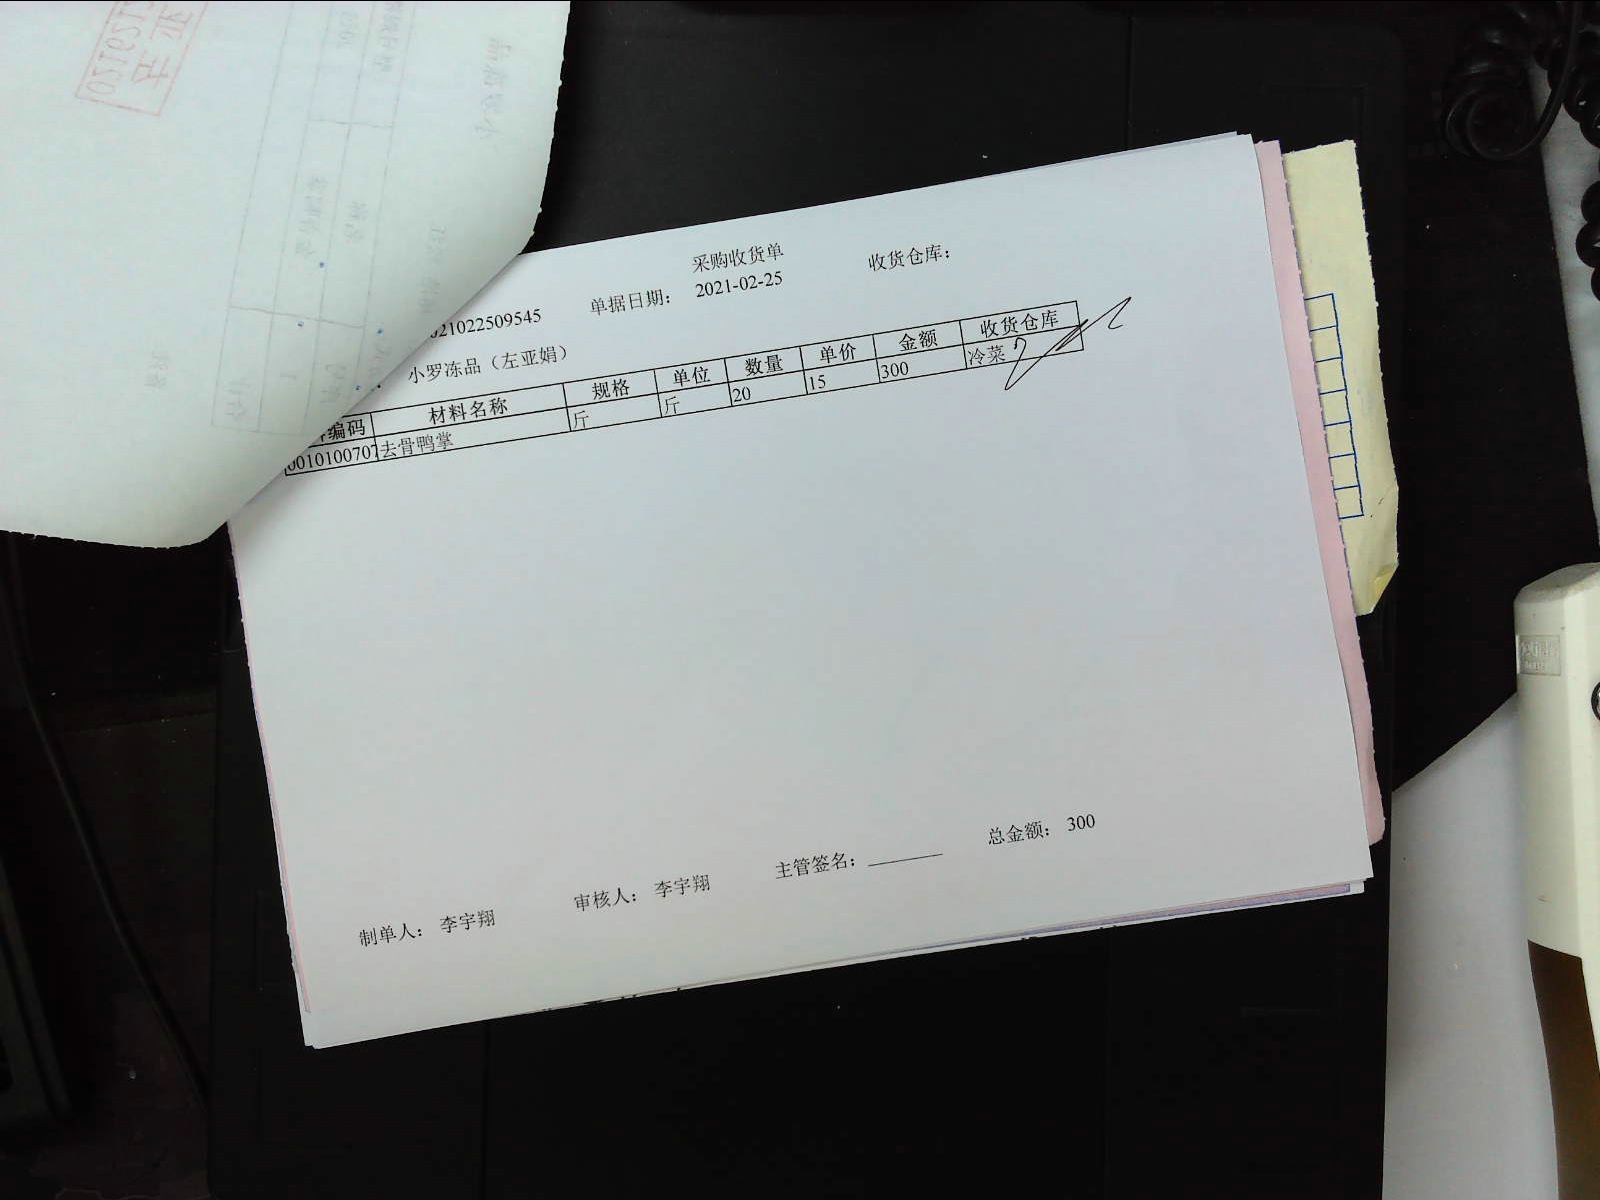 采购收货单
单据日期： 2021-02-25 收货仓库：
021022509545
小罗冻品（左亚娟）
编码 材料名称 规格 单位 数量 单价 金额 收货仓库
0010100707 去骨鸭掌 斤 斤 20 15 300 冷菜
制单人： 李宇翔 审核人： 李宇翔 主管签名： 总金额： 300